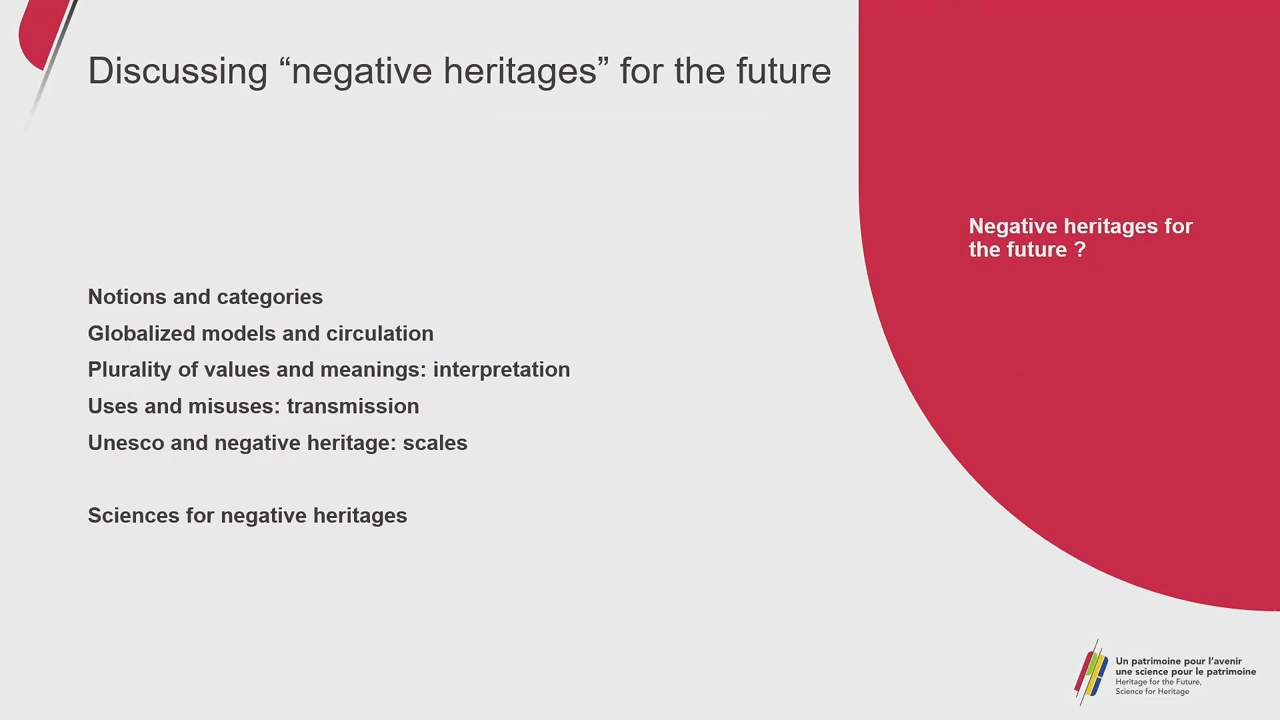 Discussing “negative heritages” for the future
Negative heritages for
the future ?
Notions and categories
Globalized models and circulation
Plurality of values and meanings: interpretation
Uses and misuses: transmission
Unesco and negative heritage: scales
Sciences for negative heritages
Un patrimoine pour l’avenir
une science pour le patrimoine
Heritage for the Future,
Science for Heritage